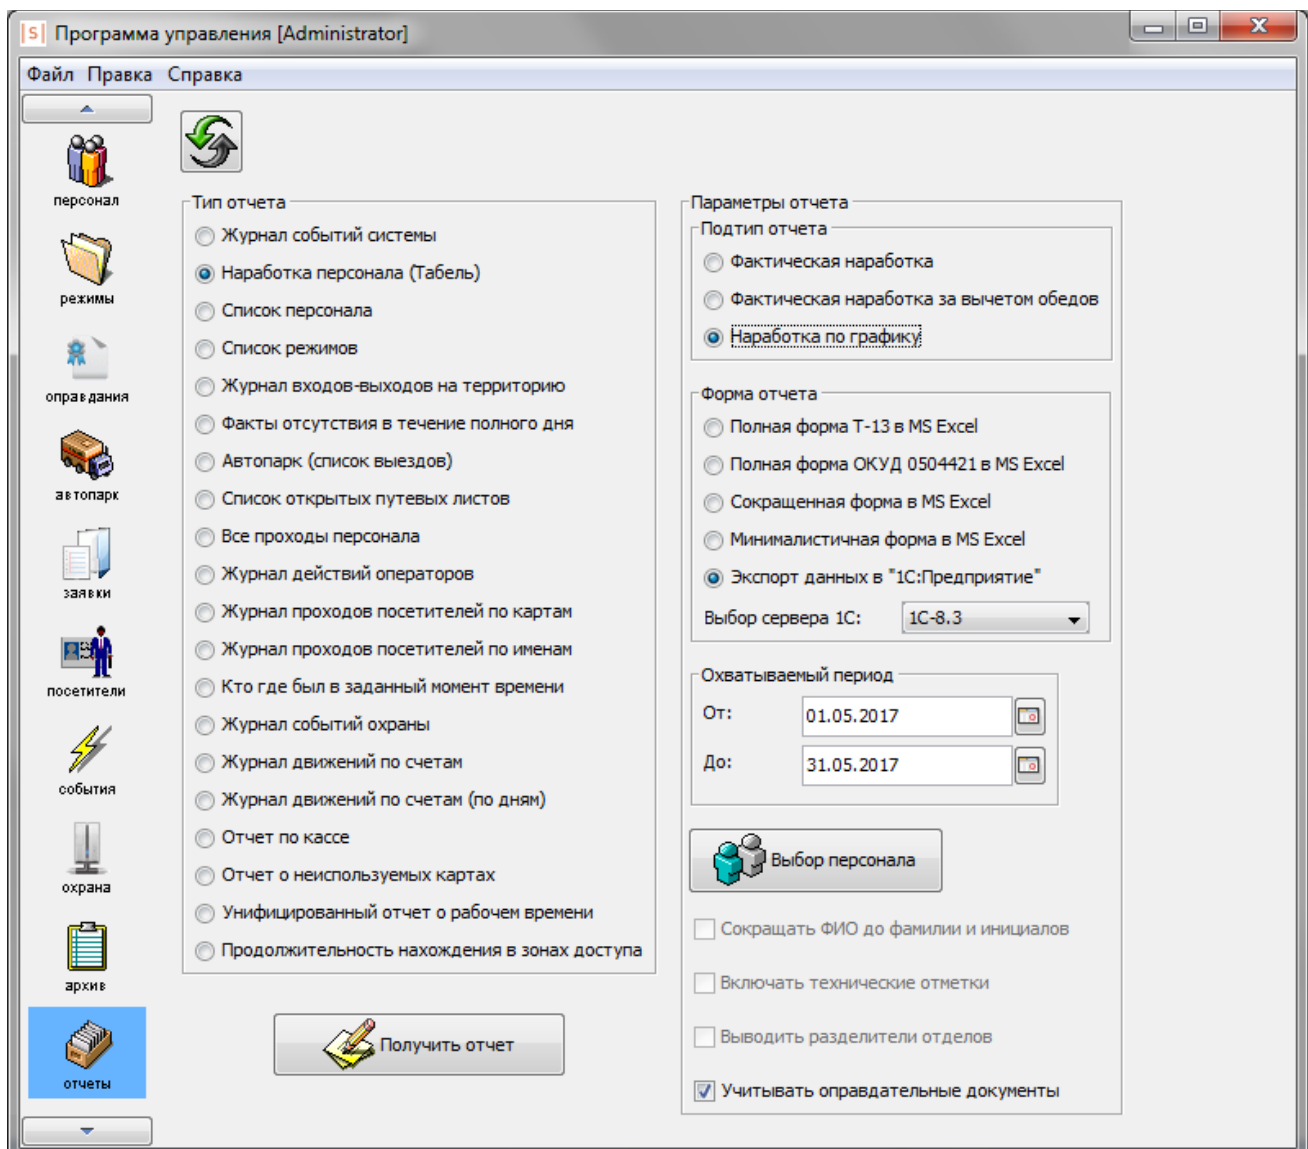 |S| Программа управления [Administrator]
Файл Правка Справка
персонал
режимы
оправдания
автопарк
заявки
посетители
события
охрана
архив
отчеты
Тип отчета
Журнал событий системы
Наработка персонала (Табель)
Список персонала
Список режимов
Журнал входов-выходов на территорию
Факты отсутствия в течение полного дня
Автопарк (список выездов)
Список открытых путевых листов
Все проходы персонала
Журнал действий операторов
Журнал проходов посетителей по картам
Журнал проходов посетителей по именам
Кто где был в заданный момент времени
Журнал событий охраны
Журнал движений по счетам
Журнал движений по счетам (по дням)
Отчет по кассе
Отчет о неиспользуемых картах
Унифицированный отчет о рабочем времени
Продолжительность нахождения в зонах доступа
Получить отчет
Параметры отчета
Подтип отчета
Фактическая наработка
Фактическая наработка за вычетом обедов
Наработка по графику
Форма отчета
Полная форма Т-13 в MS Excel
Полная форма ОКУД 0504421 в MS Excel
Сокращенная форма в MS Excel
Минималистичная форма в MS Excel
Экспорт данных в "1С:Предприятие"
Выбор сервера 1С: 1С-8.3
Охватываемый период
От: 01.05.2017
До: 31.05.2017
Выбор персонала
Сокращать ФИО до фамилии и инициалов
Включать технические отметки
Выводить разделители отделов
Учитывать оправдательные документы